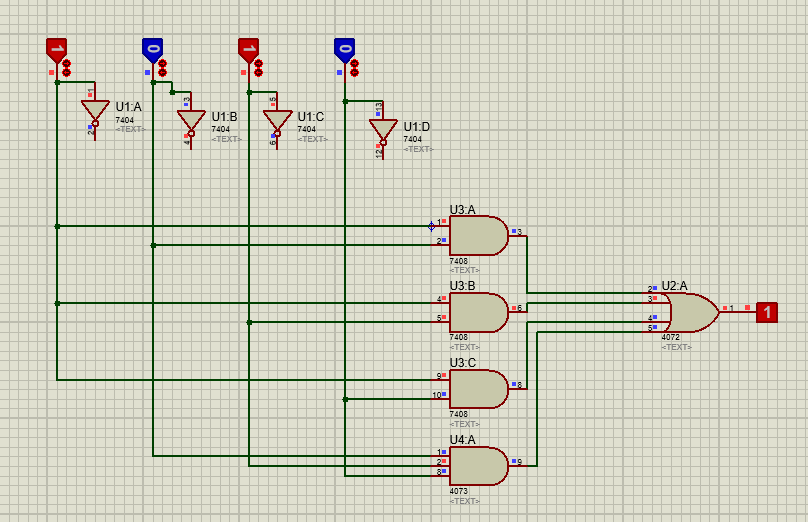 1
0
1
0
1
2
U1:A
7404
<TEXT>
3
4
U1:B
7404
<TEXT>
5
6
U1:C
7404
<TEXT>
13
12
U1:D
7404
<TEXT>
U3:A
1
2
3
7408
<TEXT>
U3:B
4
5
6
7408
<TEXT>
U3:C
9
10
8
7408
<TEXT>
U4:A
1
2
8
9
4073
<TEXT>
U2:A
2
3
4
5
1
4072
<TEXT>
1